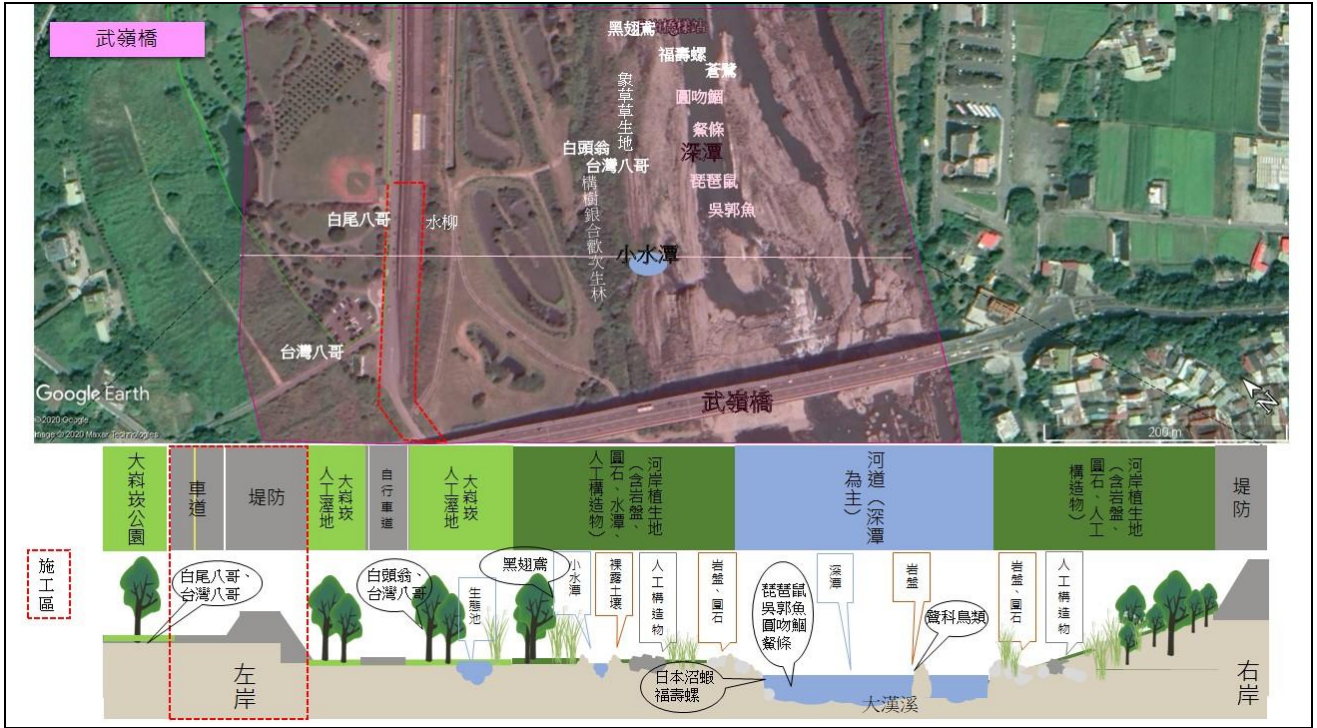 武嶺橋
黑翅鳶
福壽螺
蒼鷺
象草草生地
圓吻鯝
餐條
深潭
白頭翁
台灣八哥
琵琶鼠
構樹銀合歡次生林
吳郭魚
白尾八哥
水柳
小水潭
台灣八哥
武嶺橋
Google Earth
©2020 Google
Image © 2020 Maxar Technologies
N
200 m
大嵙崁公園
車道
堤防
大嵙崁
人工溼地
自行車道
大嵙崁
人工溼地
河岸植生地
（含岩盤、
圓石、水潭、
人工構造物）
河道（深潭
為主）
河岸植生地
（含岩盤、
圓石、人工
構造物）
堤防
施工區
白尾八哥、
台灣八哥
白頭翁、
台灣八哥
生態池
黑翅鳶
小水潭
裸露土壤
人工構造物
岩盤、圓石
琵琶鼠
吳郭魚
圓吻鯝
餐條
深潭
岩盤
鷺科鳥類
岩盤、圓石
人工構造物
日本沼蝦
福壽螺
左岸
大漢溪
右岸